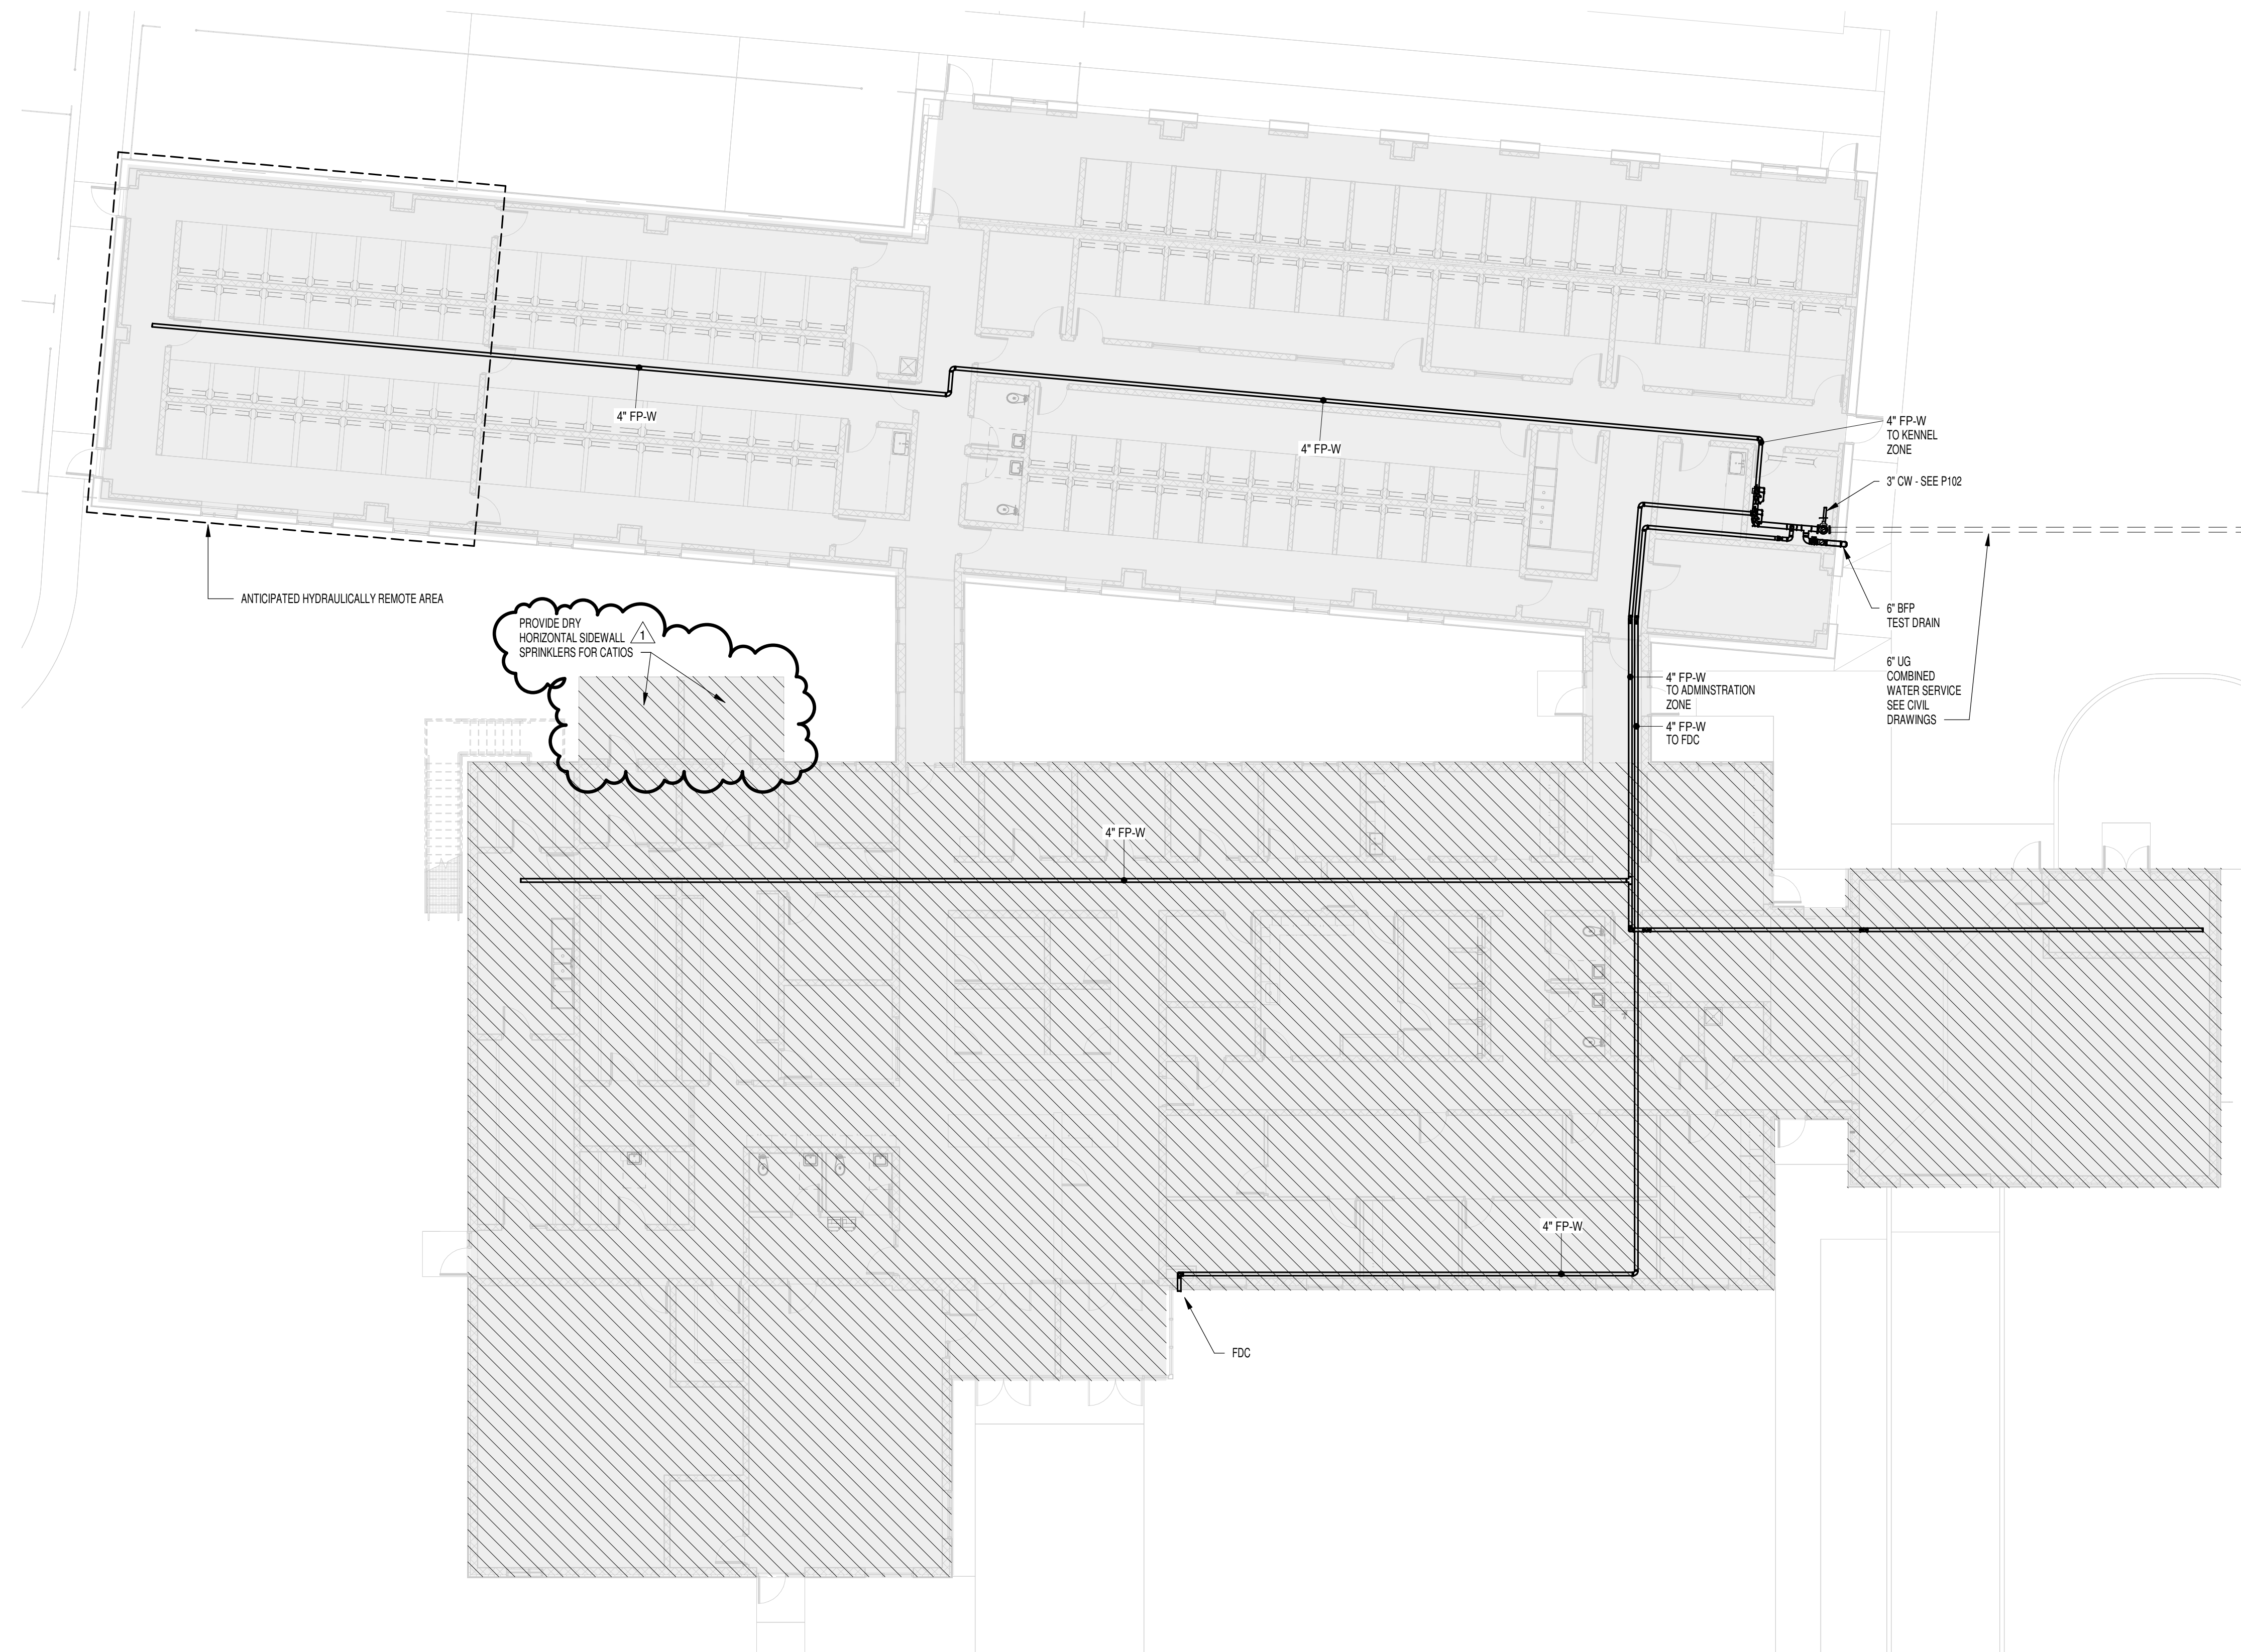 4" FP-W
4" FP-W
4" FP-W
TO KENNEL
ZONE
3" CW - SEE P102
ANTICIPATED HYDRAULICALLY REMOTE AREA
PROVIDE DRY
HORIZONTAL SIDEWALL
SPRINKLERS FOR CATIOS
1
6" BFP
TEST DRAIN
6" UG
COMBINED
WATER SERVICE
SEE CIVIL
DRAWINGS
4" FP-W
TO ADMINSTRATION
ZONE
4" FP-W
TO FDC
4" FP-W
4" FP-W
FDC